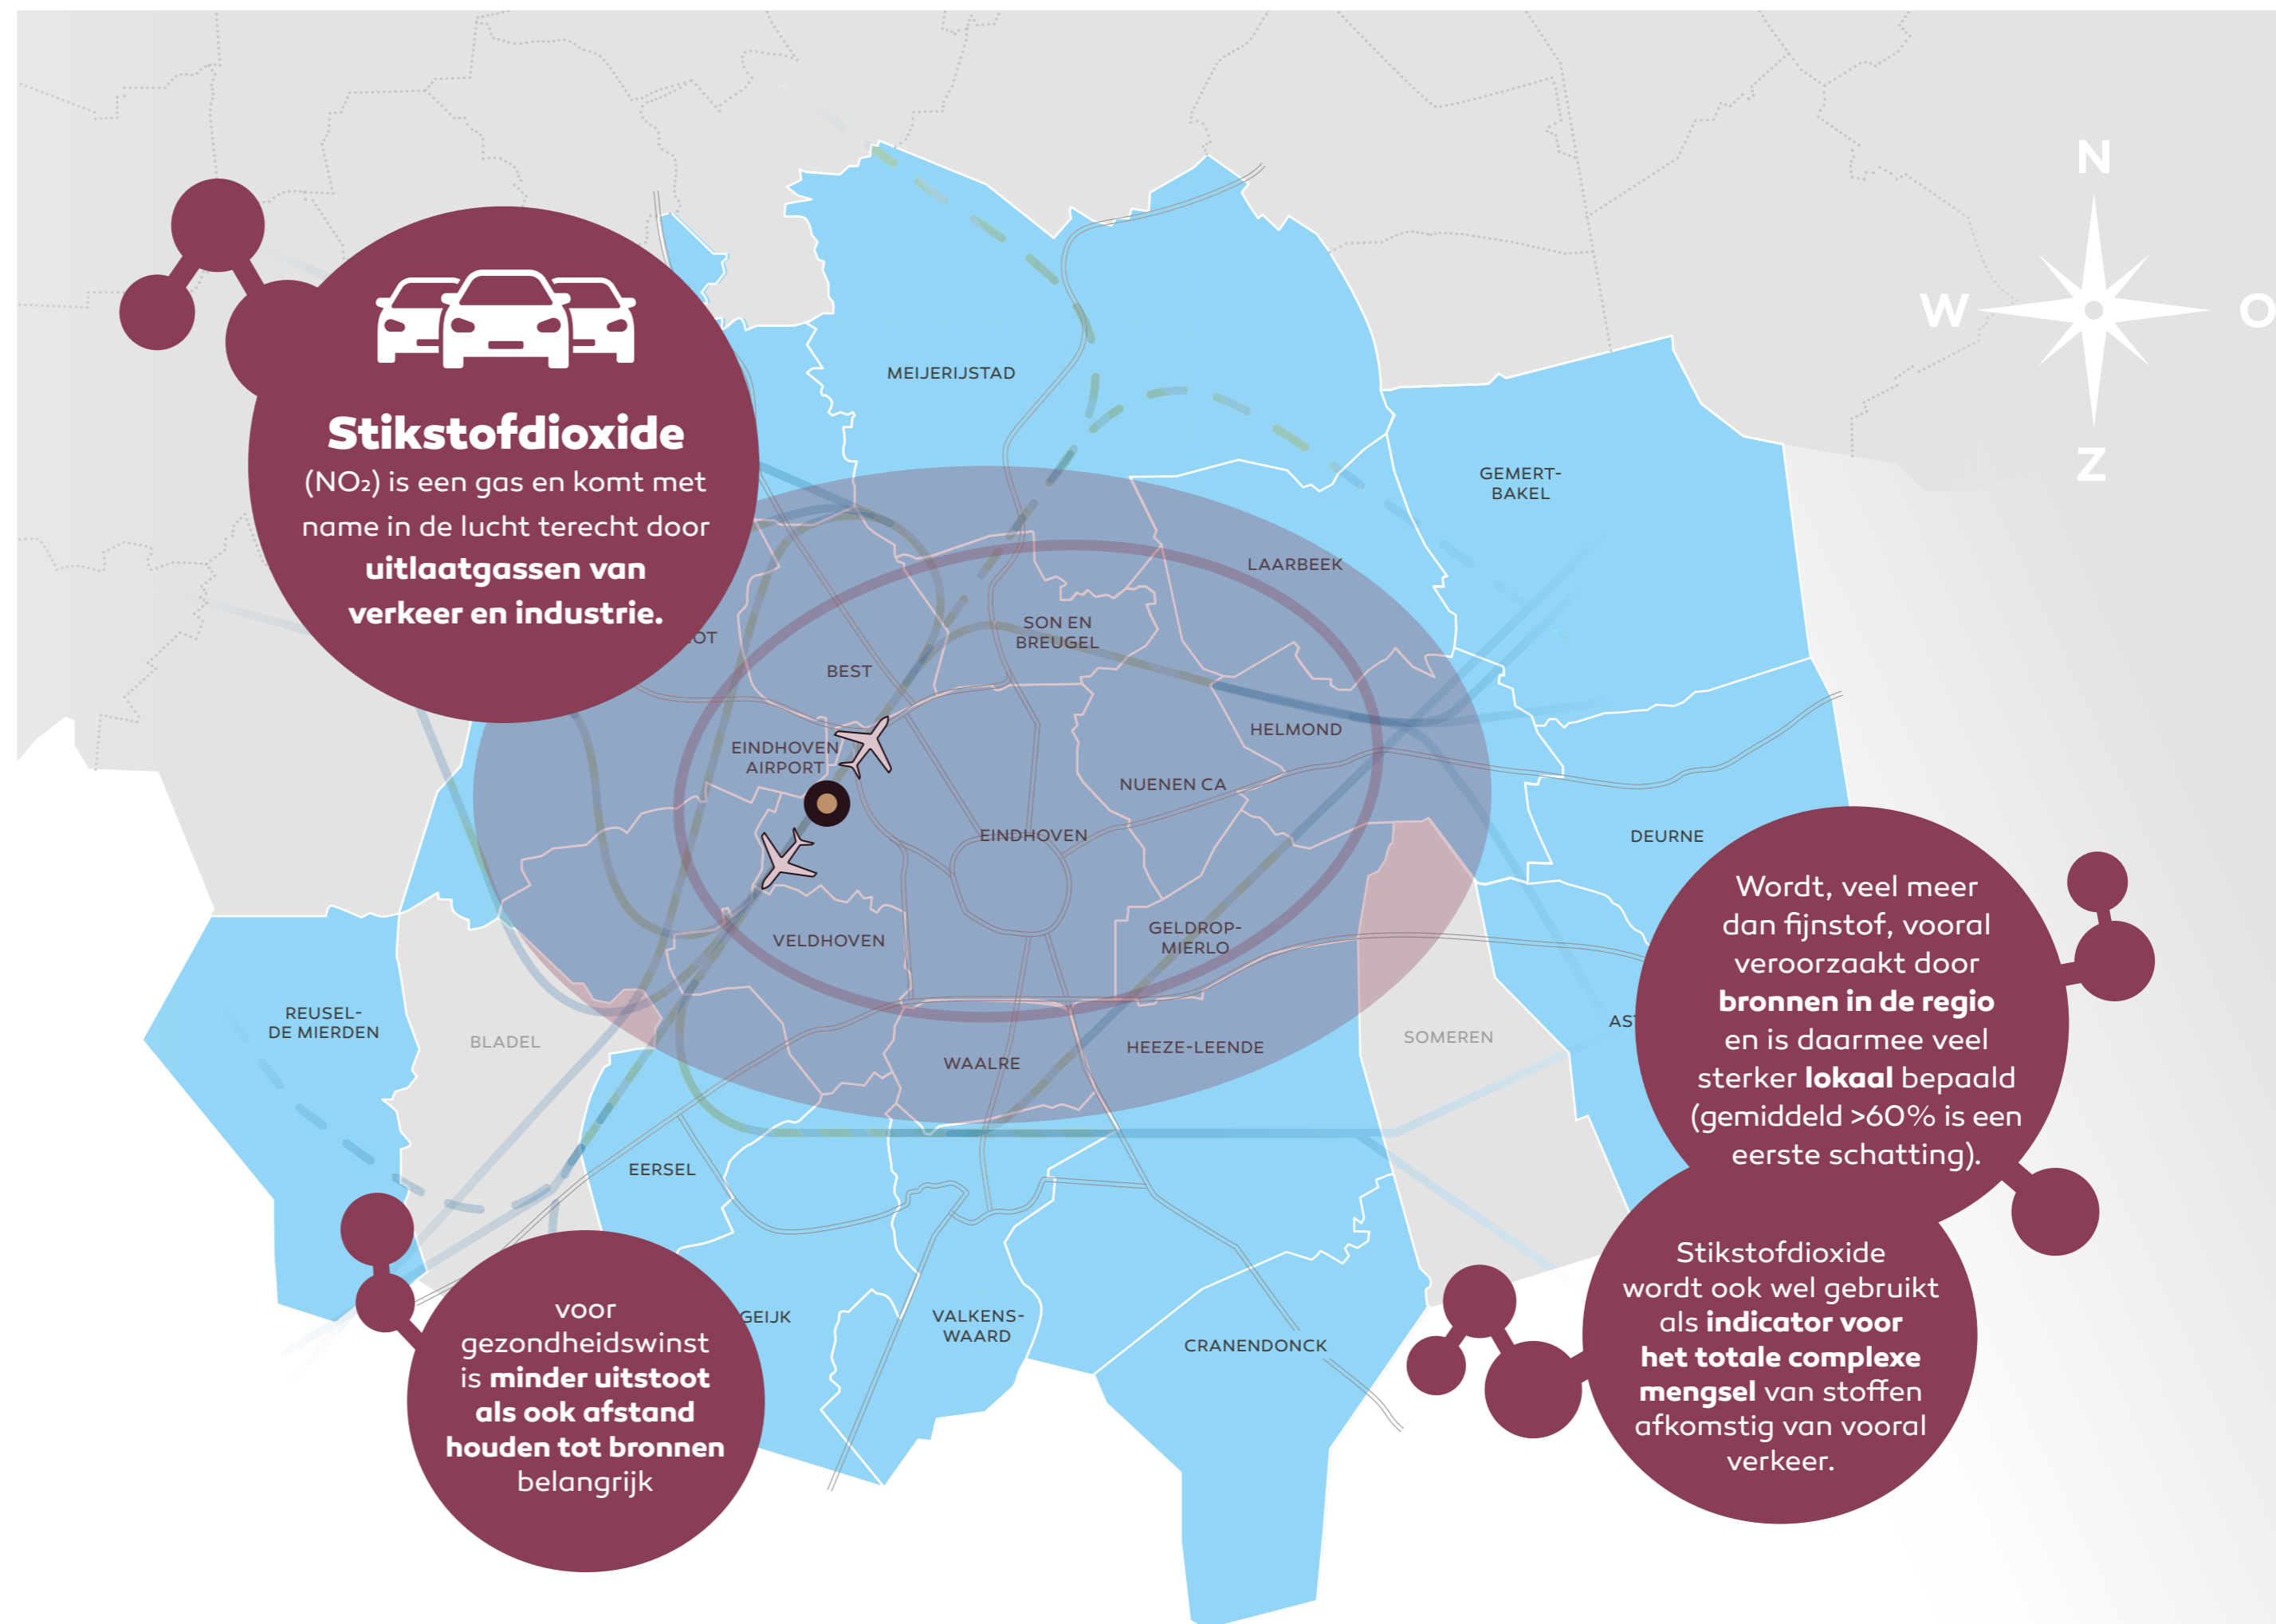 N
W
O
Z
Stikstofdioxide
(NO₂) is een gas en komt met
name in de lucht terecht door
uitlaatgassen van
verkeer en industrie.
MEIJERIJSTAD
GEMERT-
BAKEL
LAARBEEK
SON EN
BREUGEL
OT
BEST
HELMOND
EINDHOVEN
AIRPORT
NUENEN CA
EINDHOVEN
DEURNE
VELDHOVEN
GELDROP-
MIERLO
REUSEL-
DE MIERDEN
BLADEL
SOMEREN
AST
WAALRE
HEEZE-LEENDE
EERSEL
GEIJK
VALKENS-
WAARD
CRANENDONCK
Wordt, veel meer
dan fijnstof, vooral
veroorzaakt door
bronnen in de regio
en is daarmee veel
sterker lokaal bepaald
(gemiddeld >60% is een
eerste schatting).
Stikstofdioxide
wordt ook wel gebruikt
als indicator voor
het totale complexe
mengsel van stoffen
afkomstig van vooral
verkeer.
voor
gezondheidswinst
is minder uitstoot
als ook afstand
houden tot bronnen
belangrijk